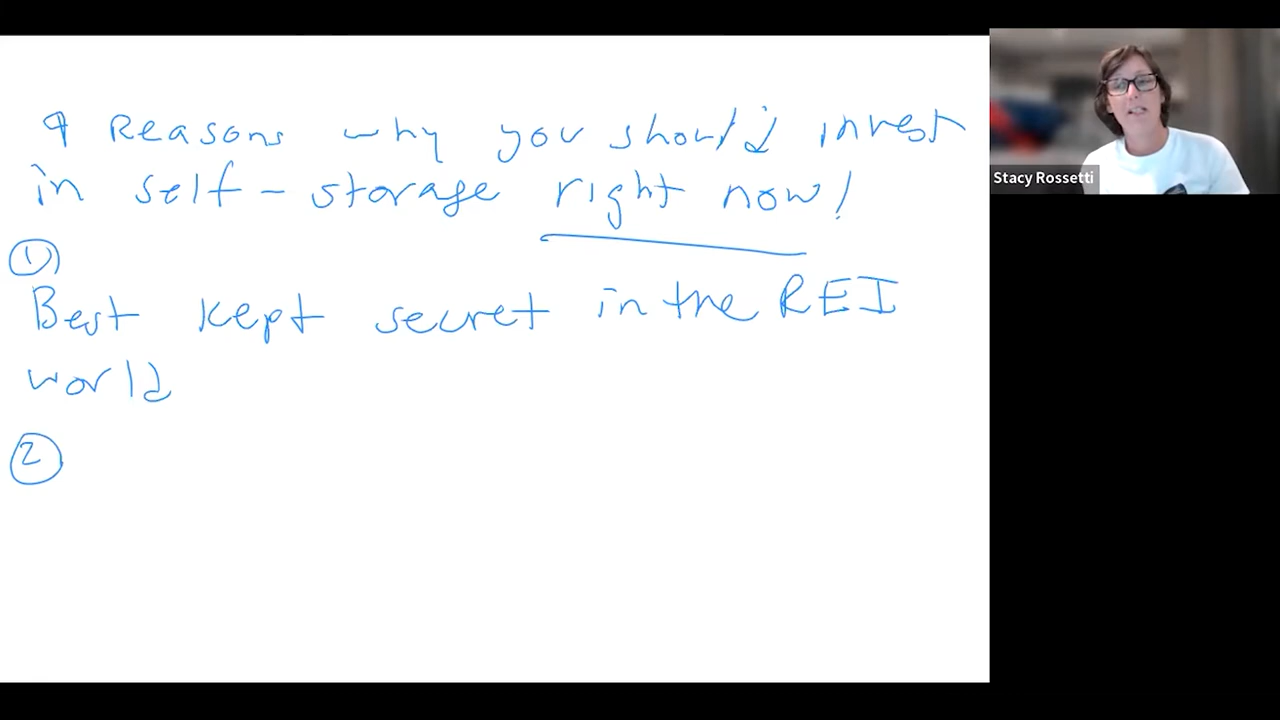 9 Reasons why you should invest
in self-storage right now!
①
Best kept secret in the REI
world
②
Stacy Rossetti